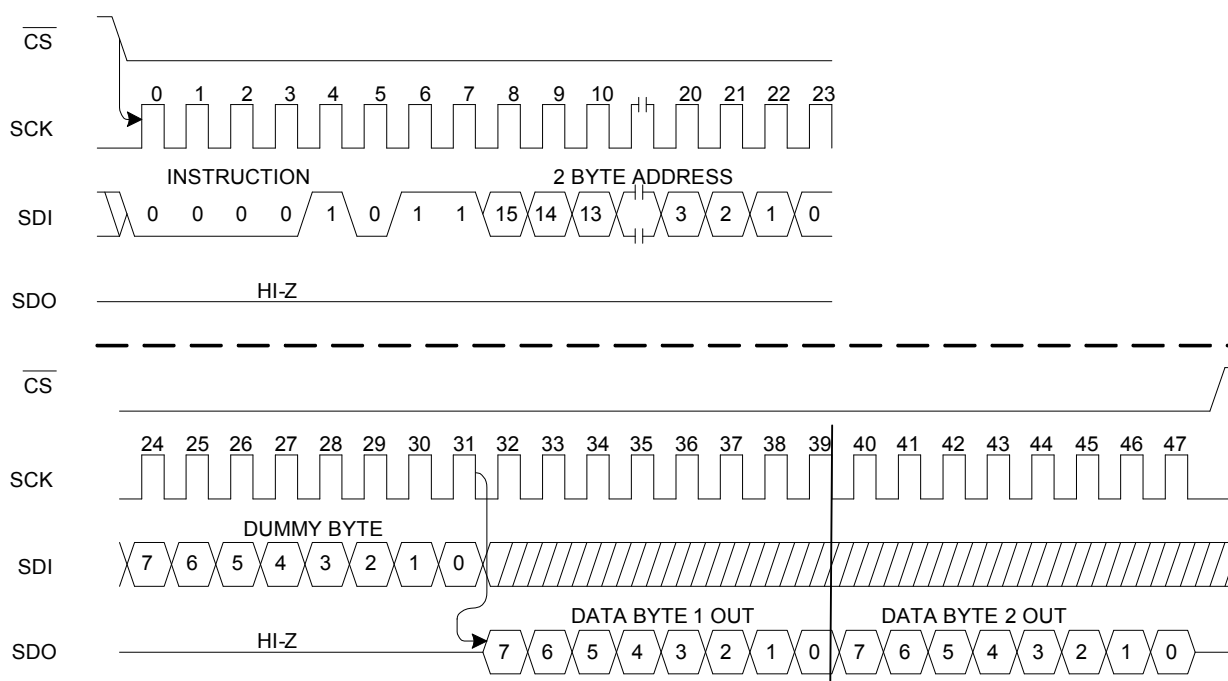 CS
0 1 2 3 4 5 6 7 8 9 10 20 21 22 23
SCK
INSTRUCTION 2 BYTE ADDRESS
SDI 0 0 0 0 1 0 1 1 15 14 13 3 2 1 0
HI-Z
SDO
CS
24 25 26 27 28 29 30 31 32 33 34 35 36 37 38 39 40 41 42 43 44 45 46 47
SCK
DUMMY BYTE
SDI 7 6 5 4 3 2 1 0
DATA BYTE 1 OUT DATA BYTE 2 OUT
HI-Z
SDO 7 6 5 4 3 2 1 0 7 6 5 4 3 2 1 0